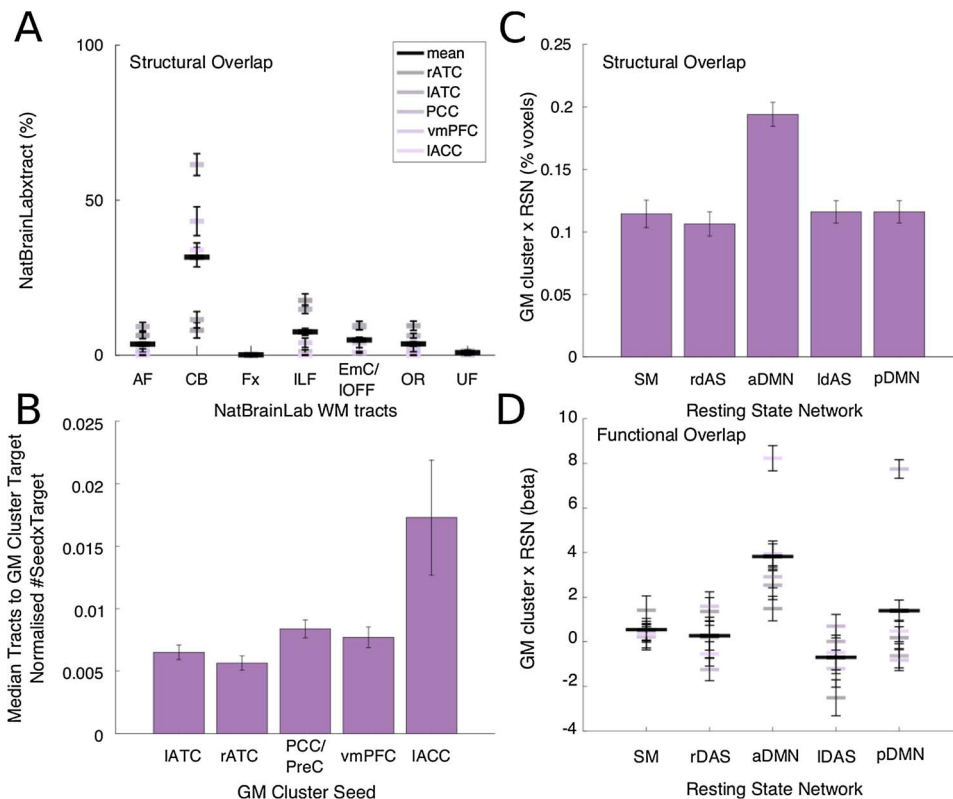 A
100
50
0
NatBrainLabxtract (%)
Structural Overlap
mean
rATC
lATC
PCC
vmPFC
lACC
AF
CB
Fx
ILF
EmC/
IOFF
OR
UF
NatBrainLab WM tracts
B
0.025
0.02
0.015
0.01
0.005
0
Median Tracts to GM Cluster Target
Normalised #SeedxTarget
lATC
rATC
PCC/
PreC
vmPFC
lACC
GM Cluster Seed
C
0.25
0.2
0.15
0.1
0.05
0
GM cluster x RSN (% voxels)
Structural Overlap
SM
rdAS
aDMN
ldAS
pDMN
Resting State Network
D
10
8
6
4
2
0
-2
-4
GM cluster x RSN (beta)
Functional Overlap
SM
rDAS
aDMN
lDAS
pDMN
Resting State Network